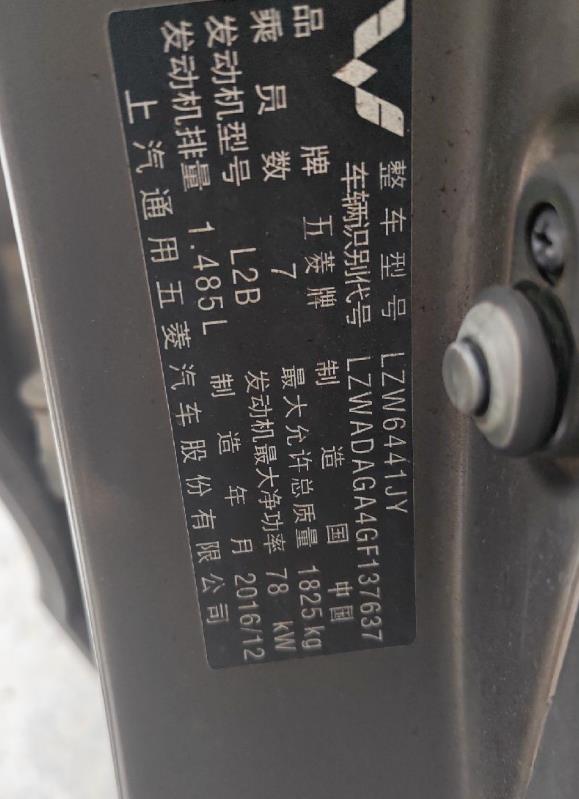 整车型号 LZW6441JY
车辆识别代号 LZWADAGA4GF137637
品牌 五菱牌 制造国 中国
乘员数 7 最大允许总质量 1825kg
发动机型号 L2B 发动机最大净功率 78 kW
发动机排量 1.485L 制造年月 2016/12
上汽通用五菱汽车股份有限公司